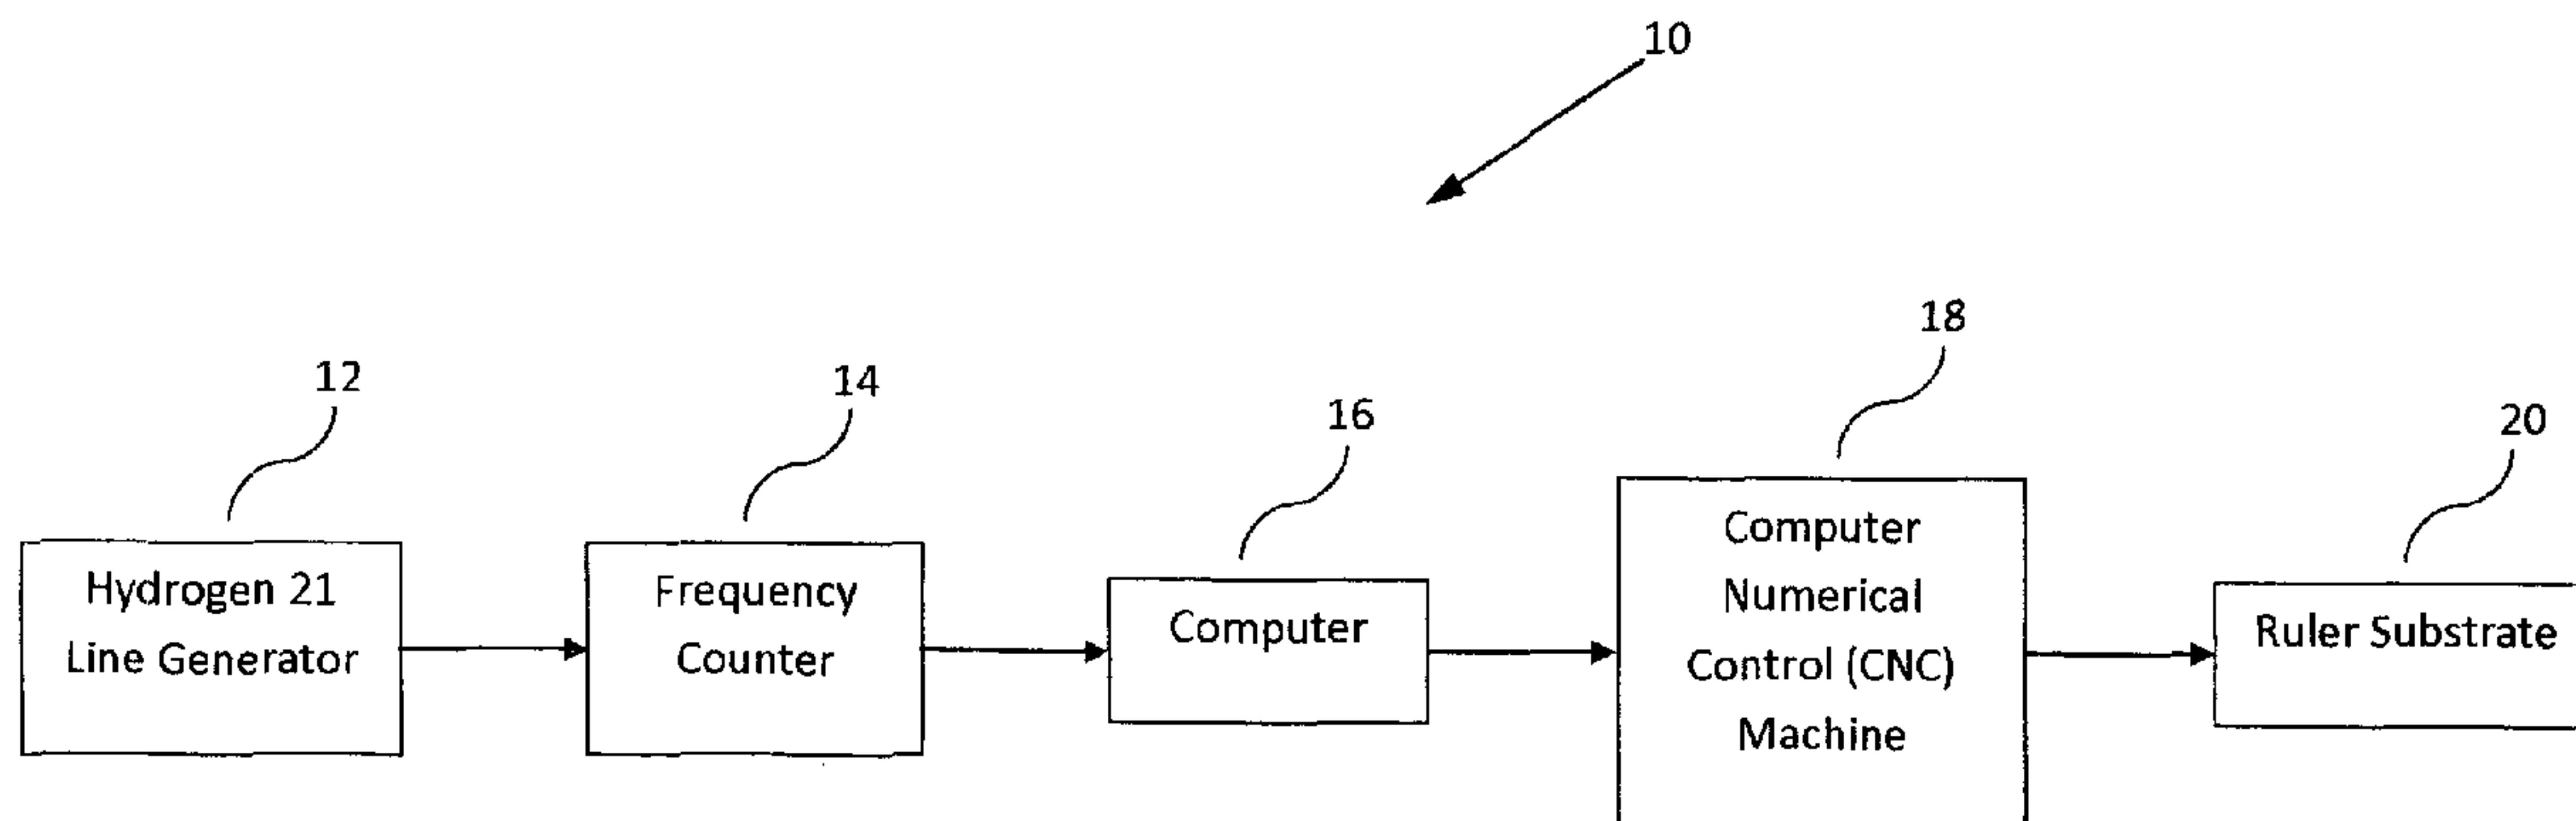 10
12
14
16
18
20
Hydrogen 21
Line Generator
Frequency
Counter
Computer
Computer
Numerical
Control (CNC)
Machine
Ruler Substrate